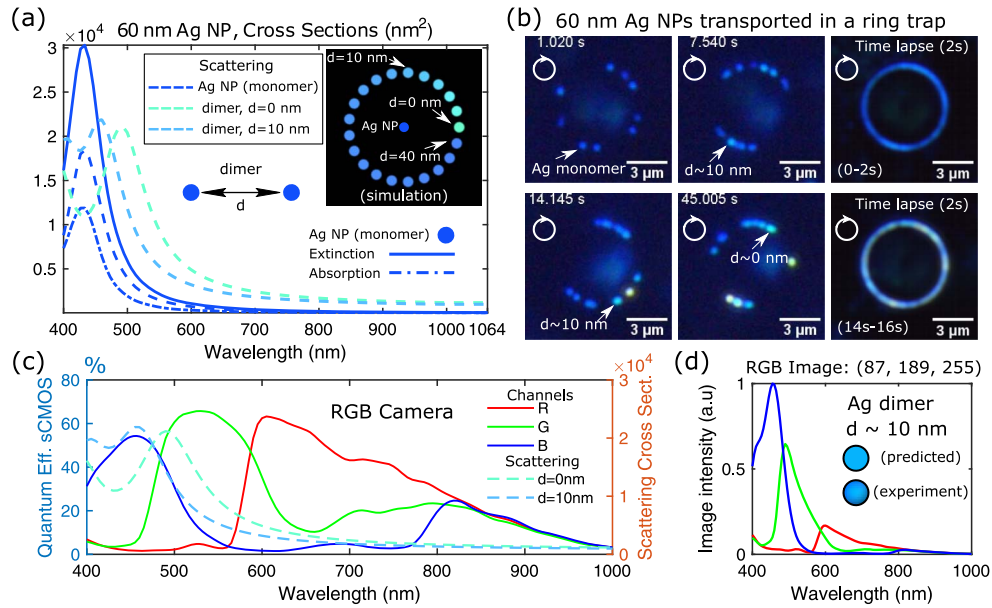 (a)
60 nm Ag NP, Cross Sections (nm²)
×10⁴
3
2.5
2
1.5
1
0.5
400 500 600 700 800 900 1000 1064
Wavelength (nm)
Scattering
Ag NP (monomer)
dimer, d=0 nm
dimer, d=10 nm
dimer
d
d=10 nm
d=0 nm
Ag NP
d=40 nm
(simulation)
Ag NP (monomer)
Extinction
Absorption
(b)
60 nm Ag NPs transported in a ring trap
1.020 s
Ag monomer
3 µm
7.540 s
d~10 nm
3 µm
Time lapse (2s)
(0-2s)
3 µm
14.145 s
d~10 nm
3 µm
45.005 s
d~0 nm
3 µm
Time lapse (2s)
(14s-16s)
3 µm
(c)
%
Quantum Eff. sCMOS
80
60
40
20
0
RGB Camera
Channels
R
G
B
Scattering
d=0nm
d=10nm
×10⁴
3
2
1
0
Scattering Cross Sect.
400 500 600 700 800 900 1000
Wavelength (nm)
(d)
RGB Image: (87, 189, 255)
Image intensity (a.u)
1
0.5
0
Ag dimer
d ~ 10 nm
(predicted)
(experiment)
400 600 800 1000
Wavelength (nm)